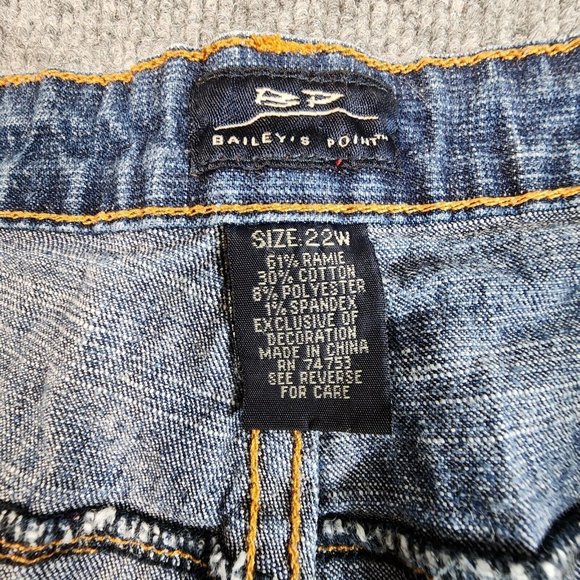 BP
BAILEY'S POINT™
SIZE 22W
61% RAMIE
30% COTTON
8% POLYESTER
1% SPANDEX
EXCLUSIVE OF
DECORATION
MADE IN CHINA
RN 74753
SEE REVERSE
FOR CARE